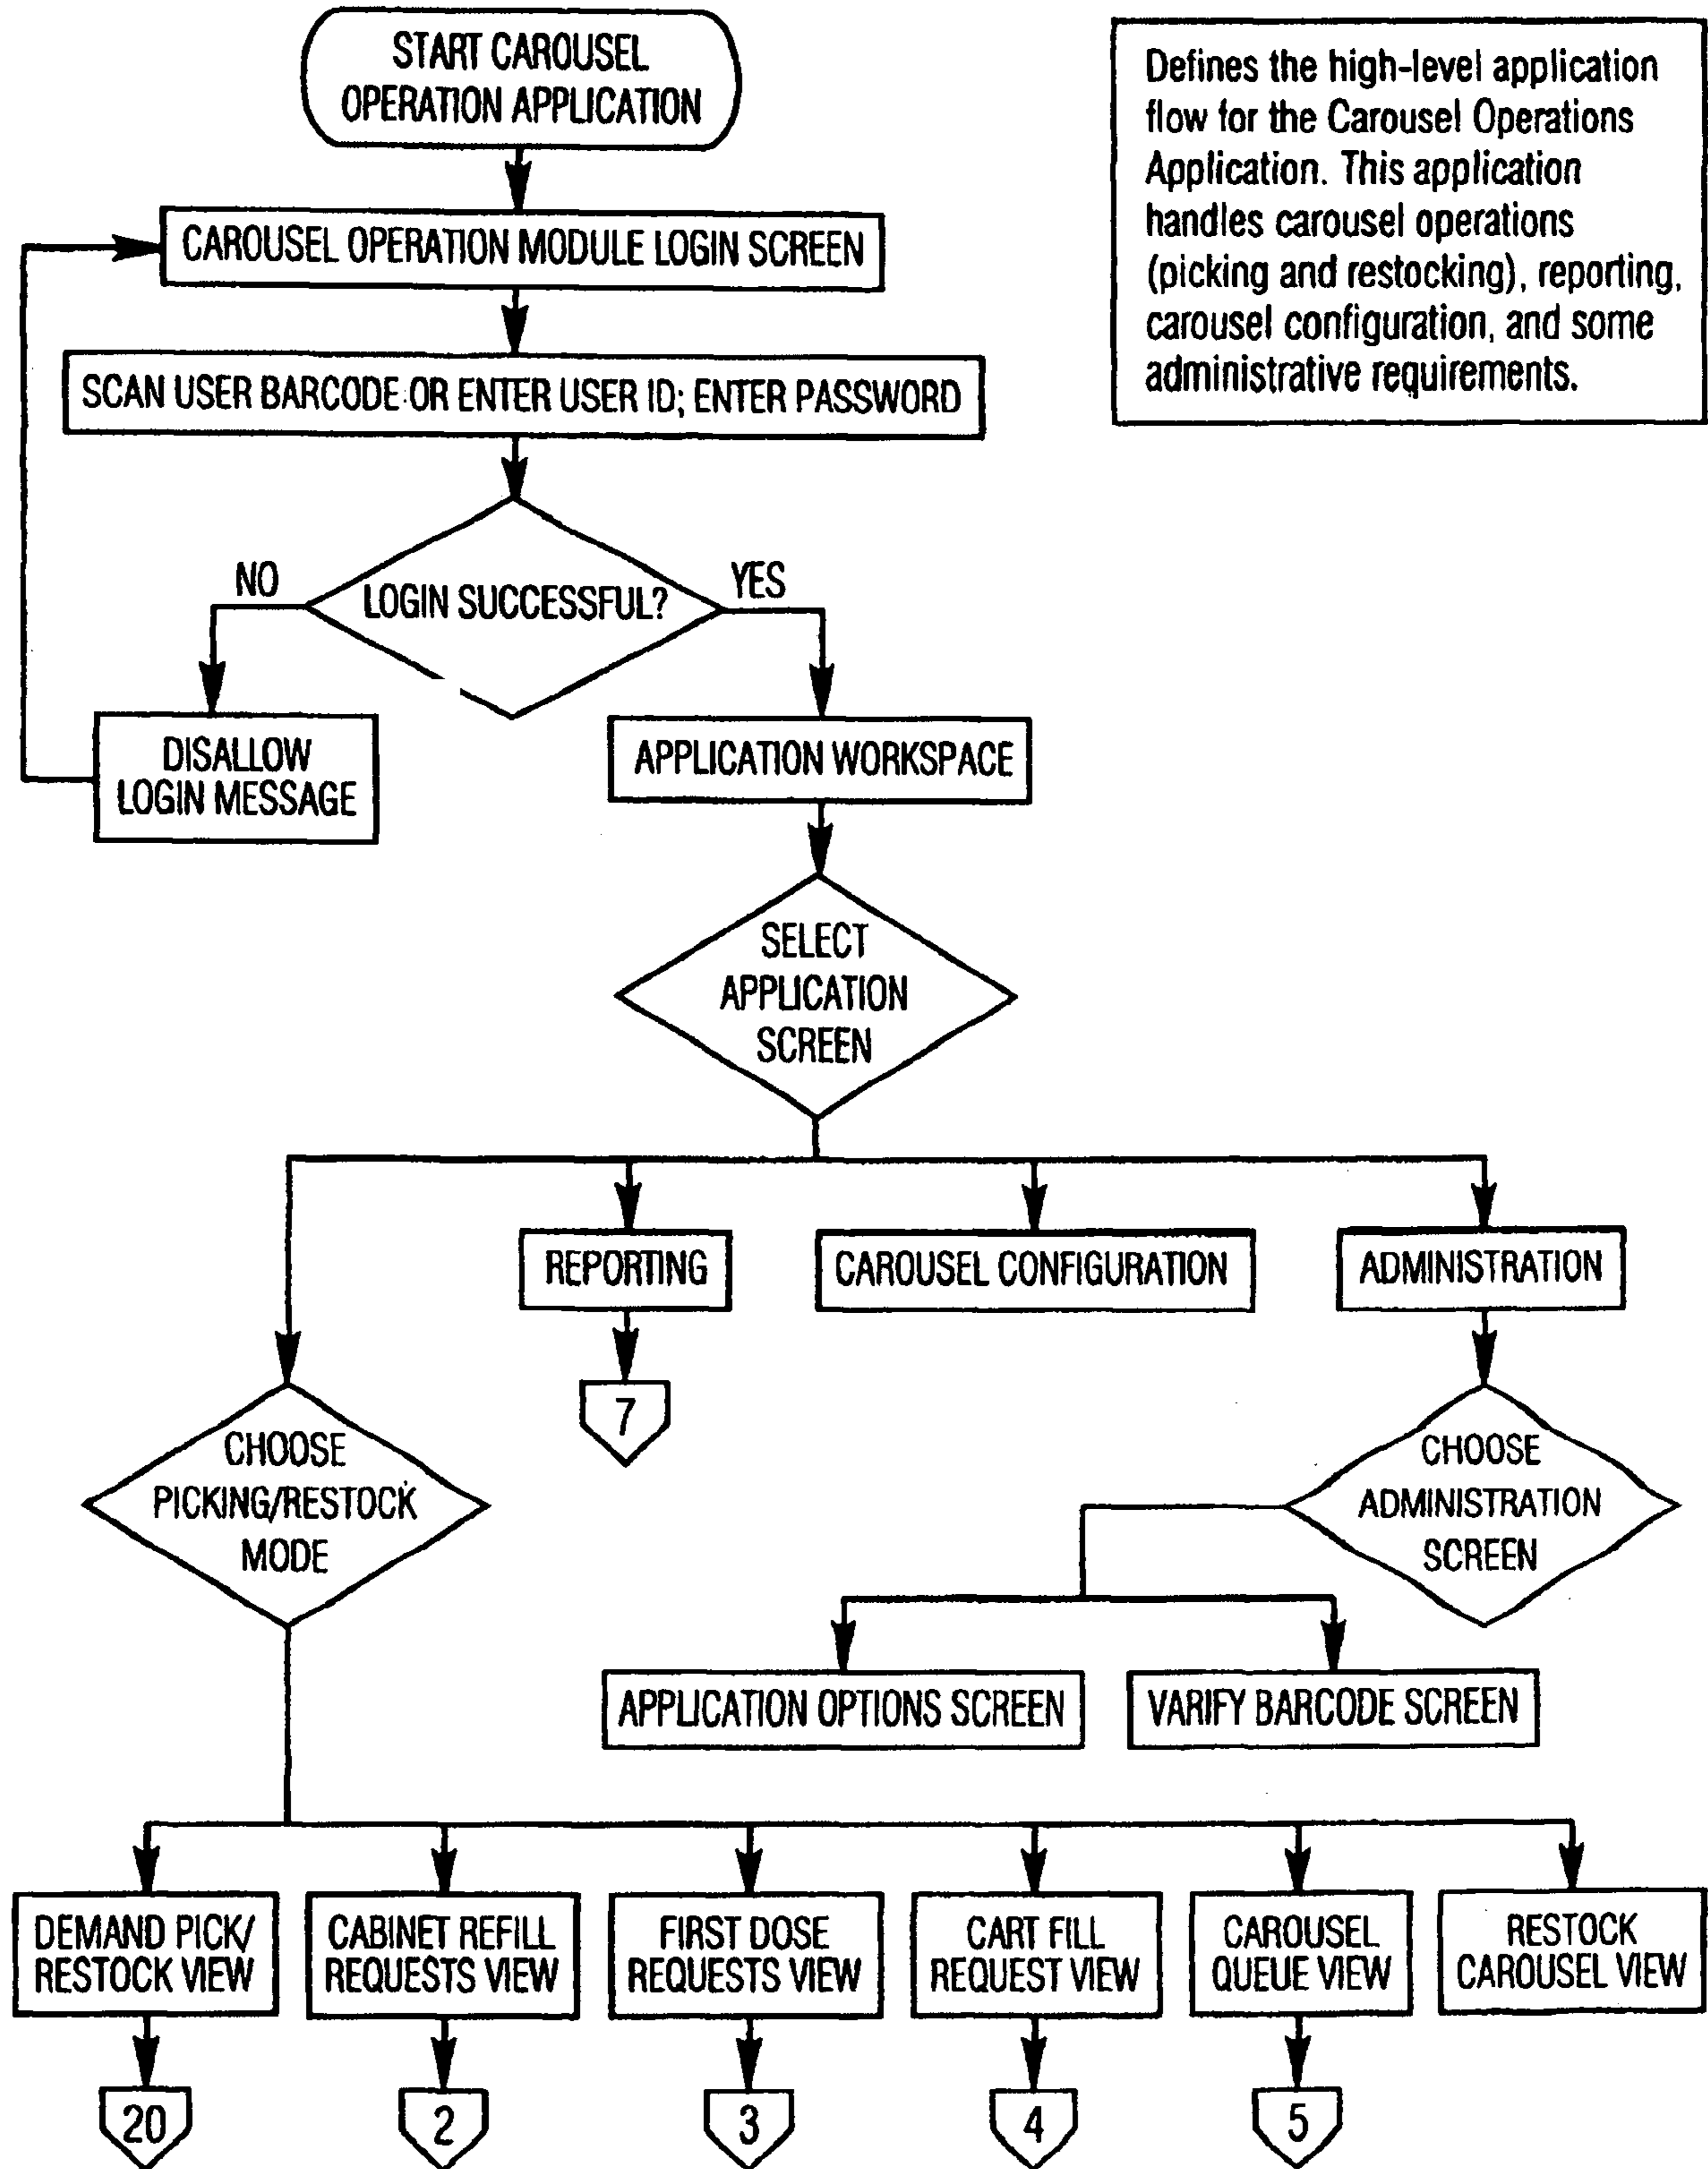 START CAROUSEL
OPERATION APPLICATION
Defines the high-level application
flow for the Carousel Operations
Application. This application
handles carousel operations
(picking and restocking), reporting,
carousel configuration, and some
administrative requirements.
CAROUSEL OPERATION MODULE LOGIN SCREEN
SCAN USER BARCODE OR ENTER USER ID; ENTER PASSWORD
NO
LOGIN SUCCESSFUL?
YES
DISALLOW
LOGIN MESSAGE
APPLICATION WORKSPACE
SELECT
APPLICATION
SCREEN
REPORTING
CAROUSEL CONFIGURATION
ADMINISTRATION
7
CHOOSE
PICKING/RESTOCK
MODE
CHOOSE
ADMINISTRATION
SCREEN
APPLICATION OPTIONS SCREEN
VARIFY BARCODE SCREEN
DEMAND PICK/
RESTOCK VIEW
CABINET REFILL
REQUESTS VIEW
FIRST DOSE
REQUESTS VIEW
CART FILL
REQUEST VIEW
CAROUSEL
QUEUE VIEW
RESTOCK
CAROUSEL VIEW
20
2
3
4
5